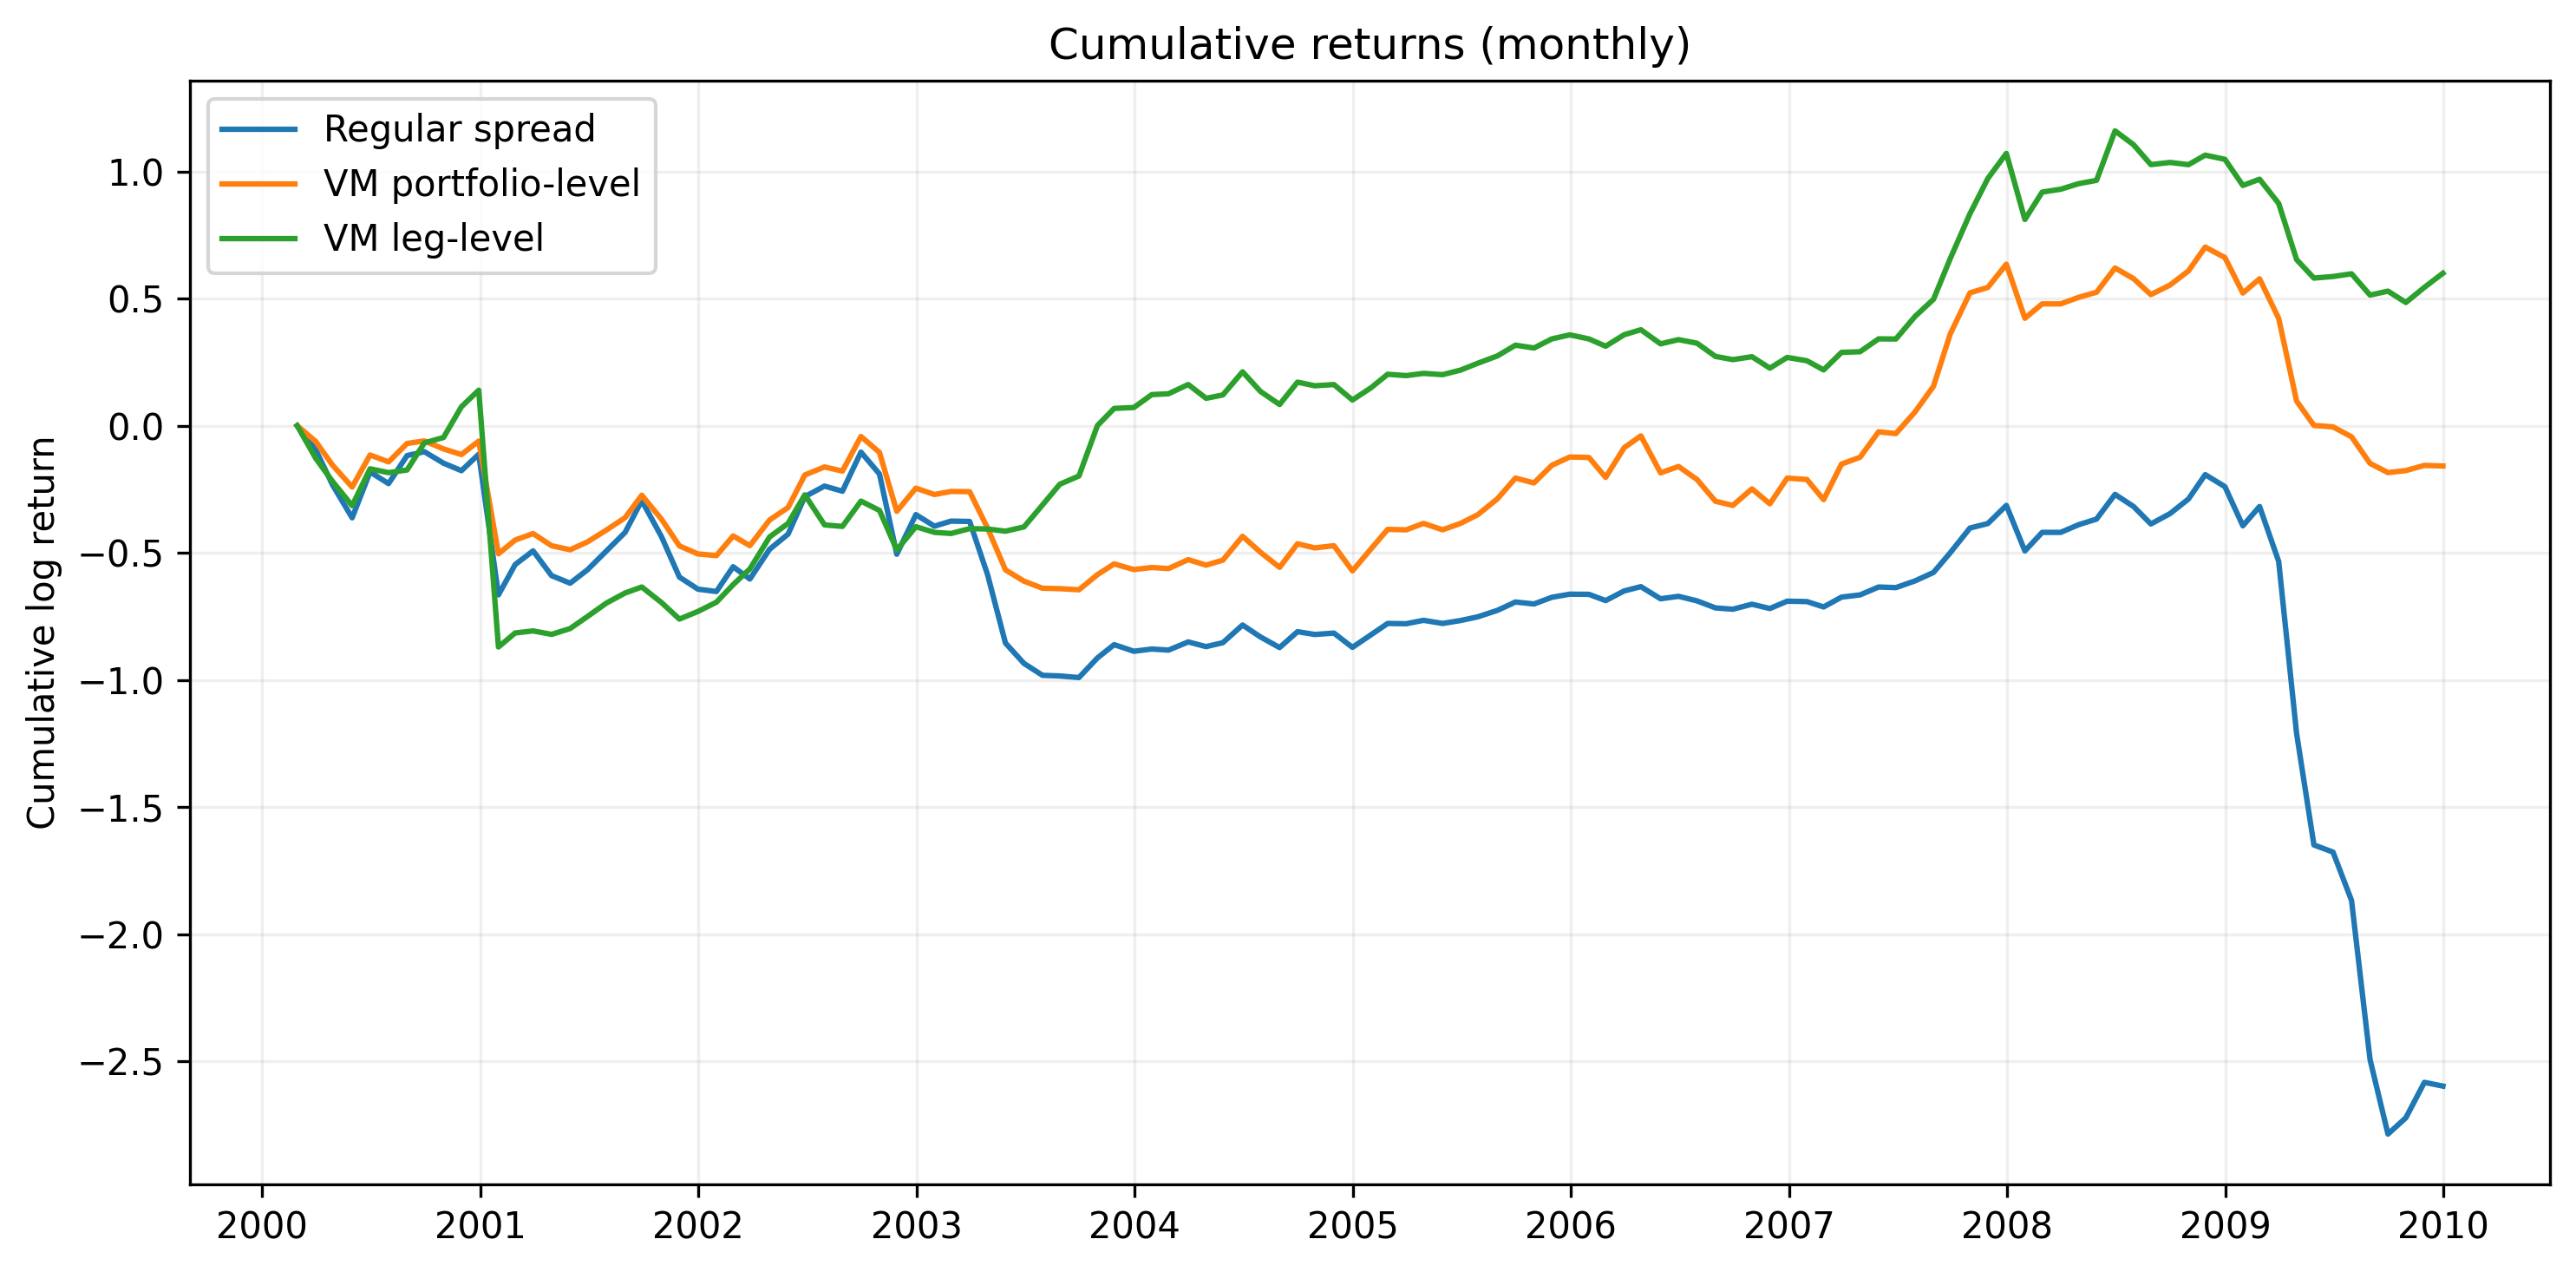 Cumulative returns (monthly)
Regular spread
VM portfolio-level
VM leg-level
Cumulative log return
1.0
0.5
0.0
−0.5
−1.0
−1.5
−2.0
−2.5
2000 2001 2002 2003 2004 2005 2006 2007 2008 2009 2010